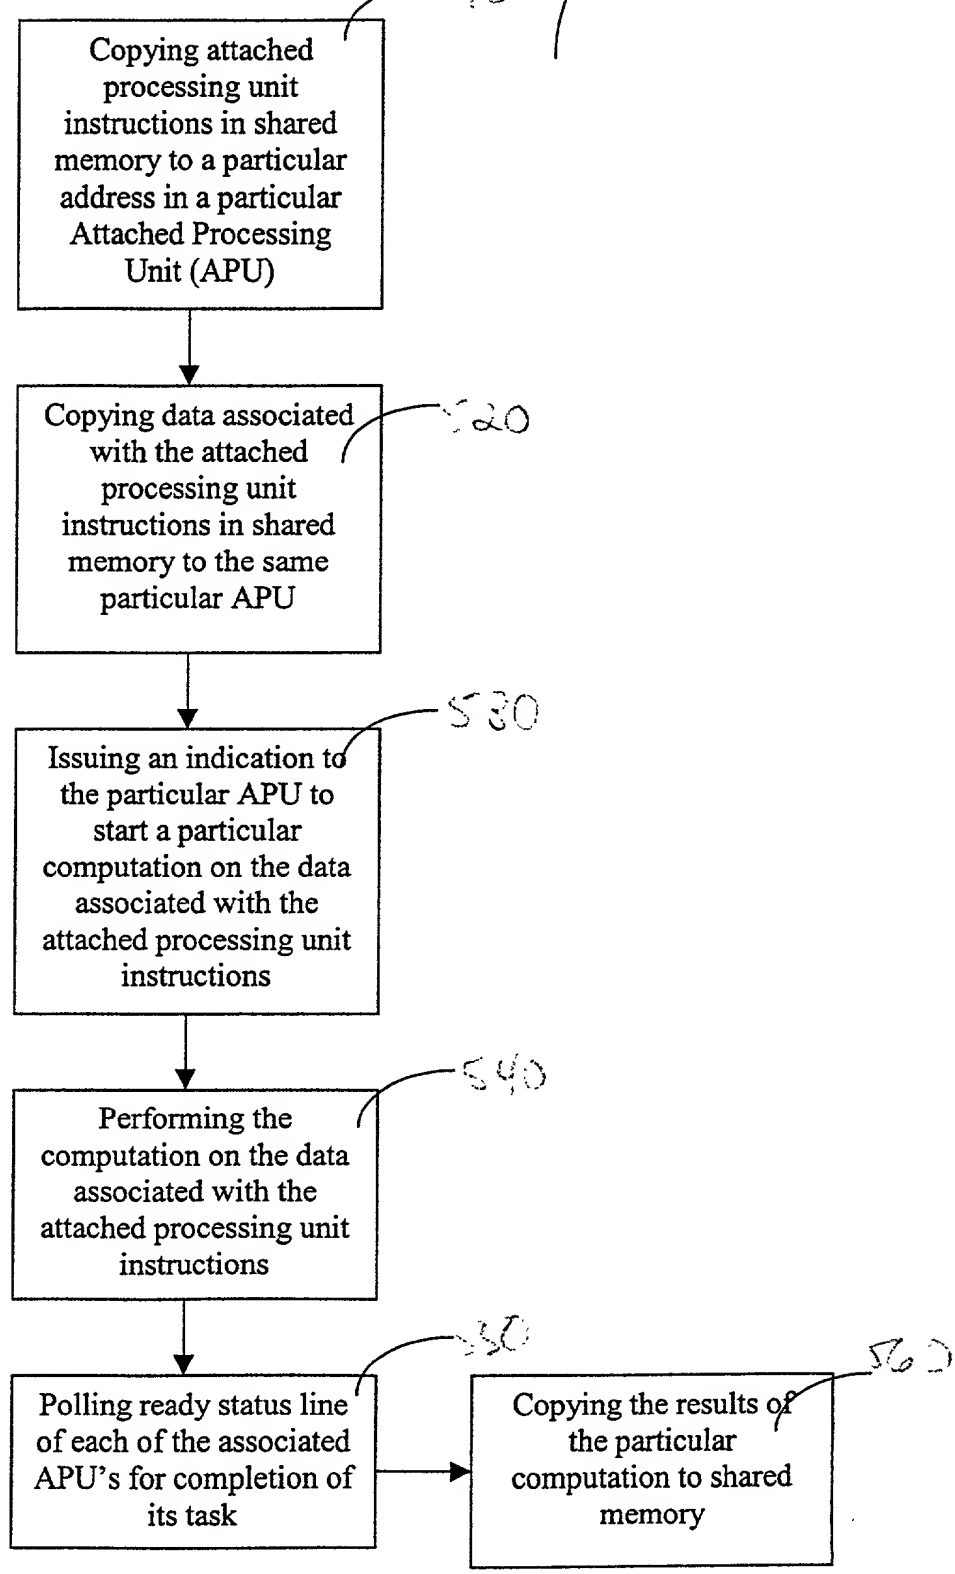 Copying attached
processing unit
instructions in shared
memory to a particular
address in a particular
Attached Processing
Unit (APU)
Copying data associated
with the attached
processing unit
instructions in shared
memory to the same
particular APU
520
Issuing an indication to
the particular APU to
start a particular
computation on the data
associated with the
attached processing unit
instructions
530
Performing the
computation on the data
associated with the
attached processing unit
instructions
540
Polling ready status line
of each of the associated
APU's for completion of
its task
Copying the results of
the particular
computation to shared
memory
560